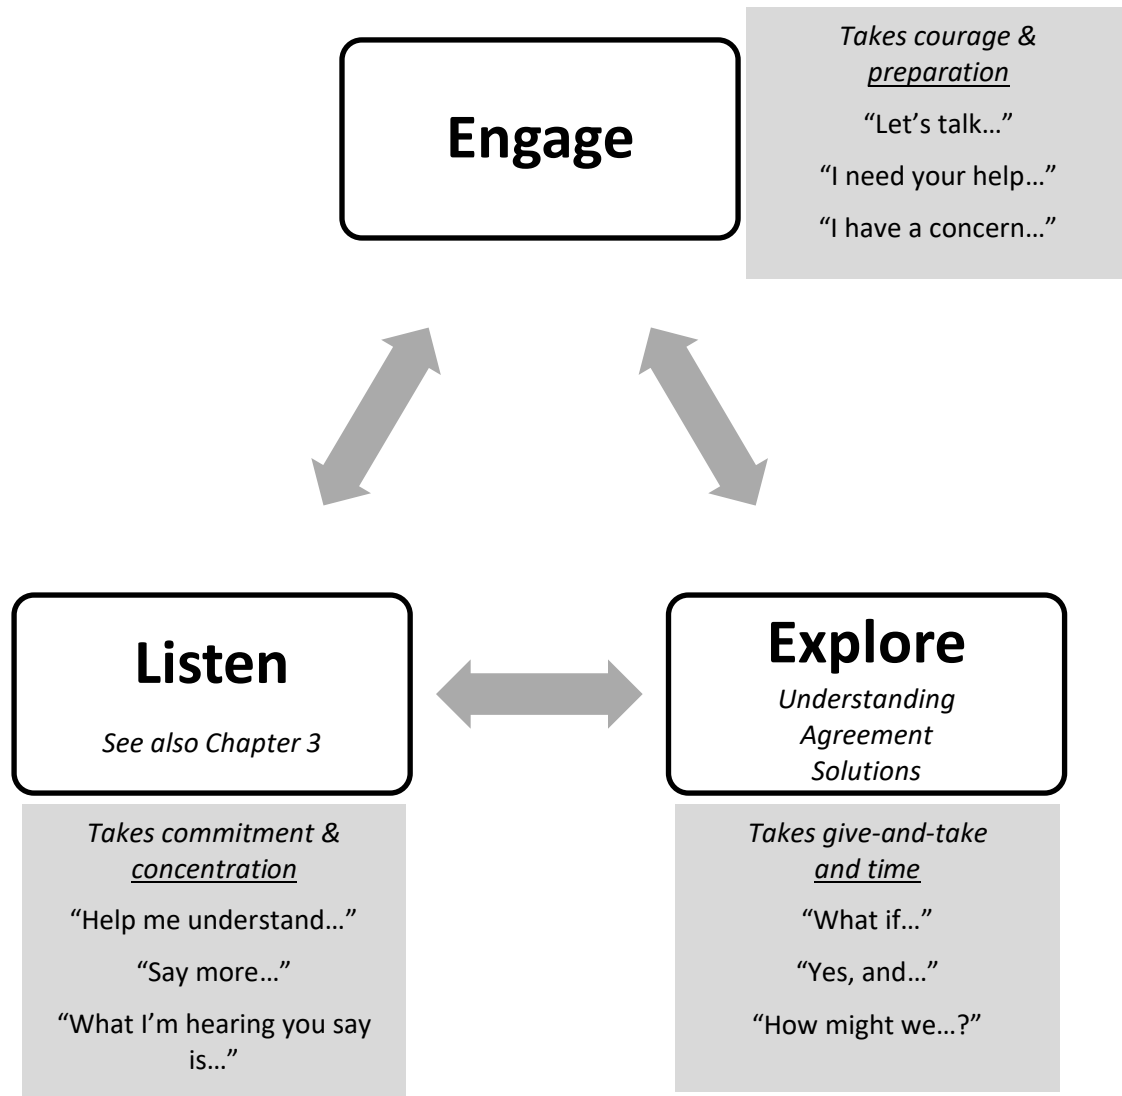 Engage
Takes courage &
preparation
“Let’s talk…”
“I need your help…”
“I have a concern…”
Listen
See also Chapter 3
Takes commitment &
concentration
“Help me understand…”
“Say more…”
“What I’m hearing you say
is…”
Explore
Understanding
Agreement
Solutions
Takes give-and-take
and time
“What if…”
“Yes, and…”
“How might we…?”